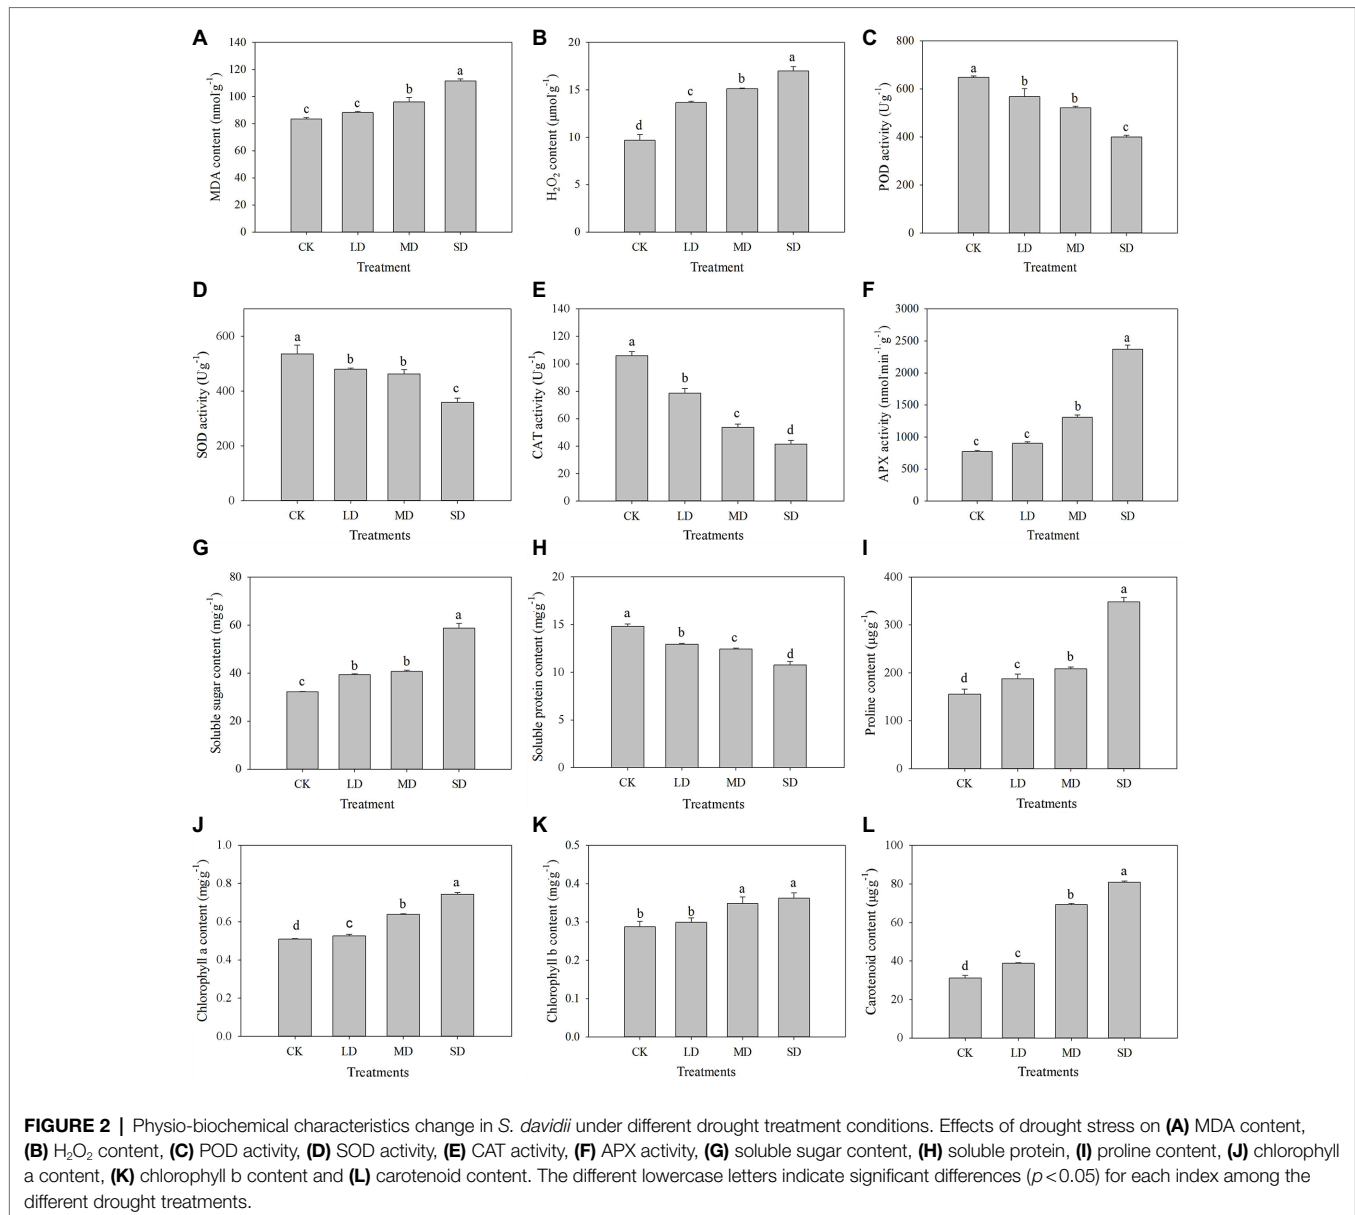 A
MDA content (nmol·g-1)
140
120
100
80
60
40
20
0
c
c
b
a
CK LD MD SD
Treatment
B
H2O2 content (μmol·g-1)
20
15
10
5
0
d
c
b
a
CK LD MD SD
Treatment
C
POD activity (U·g-1)
800
600
400
200
0
a
b
b
c
CK LD MD SD
Treatment
D
SOD activity (U·g-1)
600
400
200
0
a
b
b
c
CK LD MD SD
Treatments
E
CAT activity (U·g-1)
140
120
100
80
60
40
20
0
a
b
c
d
CK LD MD SD
Treatments
F
APX activity (nmol·min-1·g-1)
3000
2500
2000
1500
1000
500
0
c
c
b
a
CK LD MD SD
Treatment
G
Soluble sugar content (mg·g-1)
80
60
40
20
0
c
b
b
a
CK LD MD SD
Treatment
H
Soluble protein content (mg·g-1)
20
15
10
5
0
a
b
c
d
CK LD MD SD
Treatments
I
Proline content (μg·g-1)
400
300
200
100
0
d
c
b
a
CK LD MD SD
Treatments
J
Chlorophyll a content (mg·g-1)
1.0
0.8
0.6
0.4
0.2
0.0
d
c
b
a
CK LD MD SD
Treatments
K
Chlorophyll b content (mg·g-1)
0.5
0.4
0.3
0.2
0.1
0.0
b
b
a
a
CK LD MD SD
Treatments
L
Carotenoid content (μg·g-1)
100
80
60
40
20
0
d
c
b
a
CK LD MD SD
Treatments
FIGURE 2 | Physio-biochemical characteristics change in S. davidii under different drought treatment conditions. Effects of drought stress on (A) MDA content,
(B) H2O2 content, (C) POD activity, (D) SOD activity, (E) CAT activity, (F) APX activity, (G) soluble sugar content, (H) soluble protein, (I) proline content, (J) chlorophyll
a content, (K) chlorophyll b content and (L) carotenoid content. The different lowercase letters indicate significant differences (p < 0.05) for each index among the
different drought treatments.